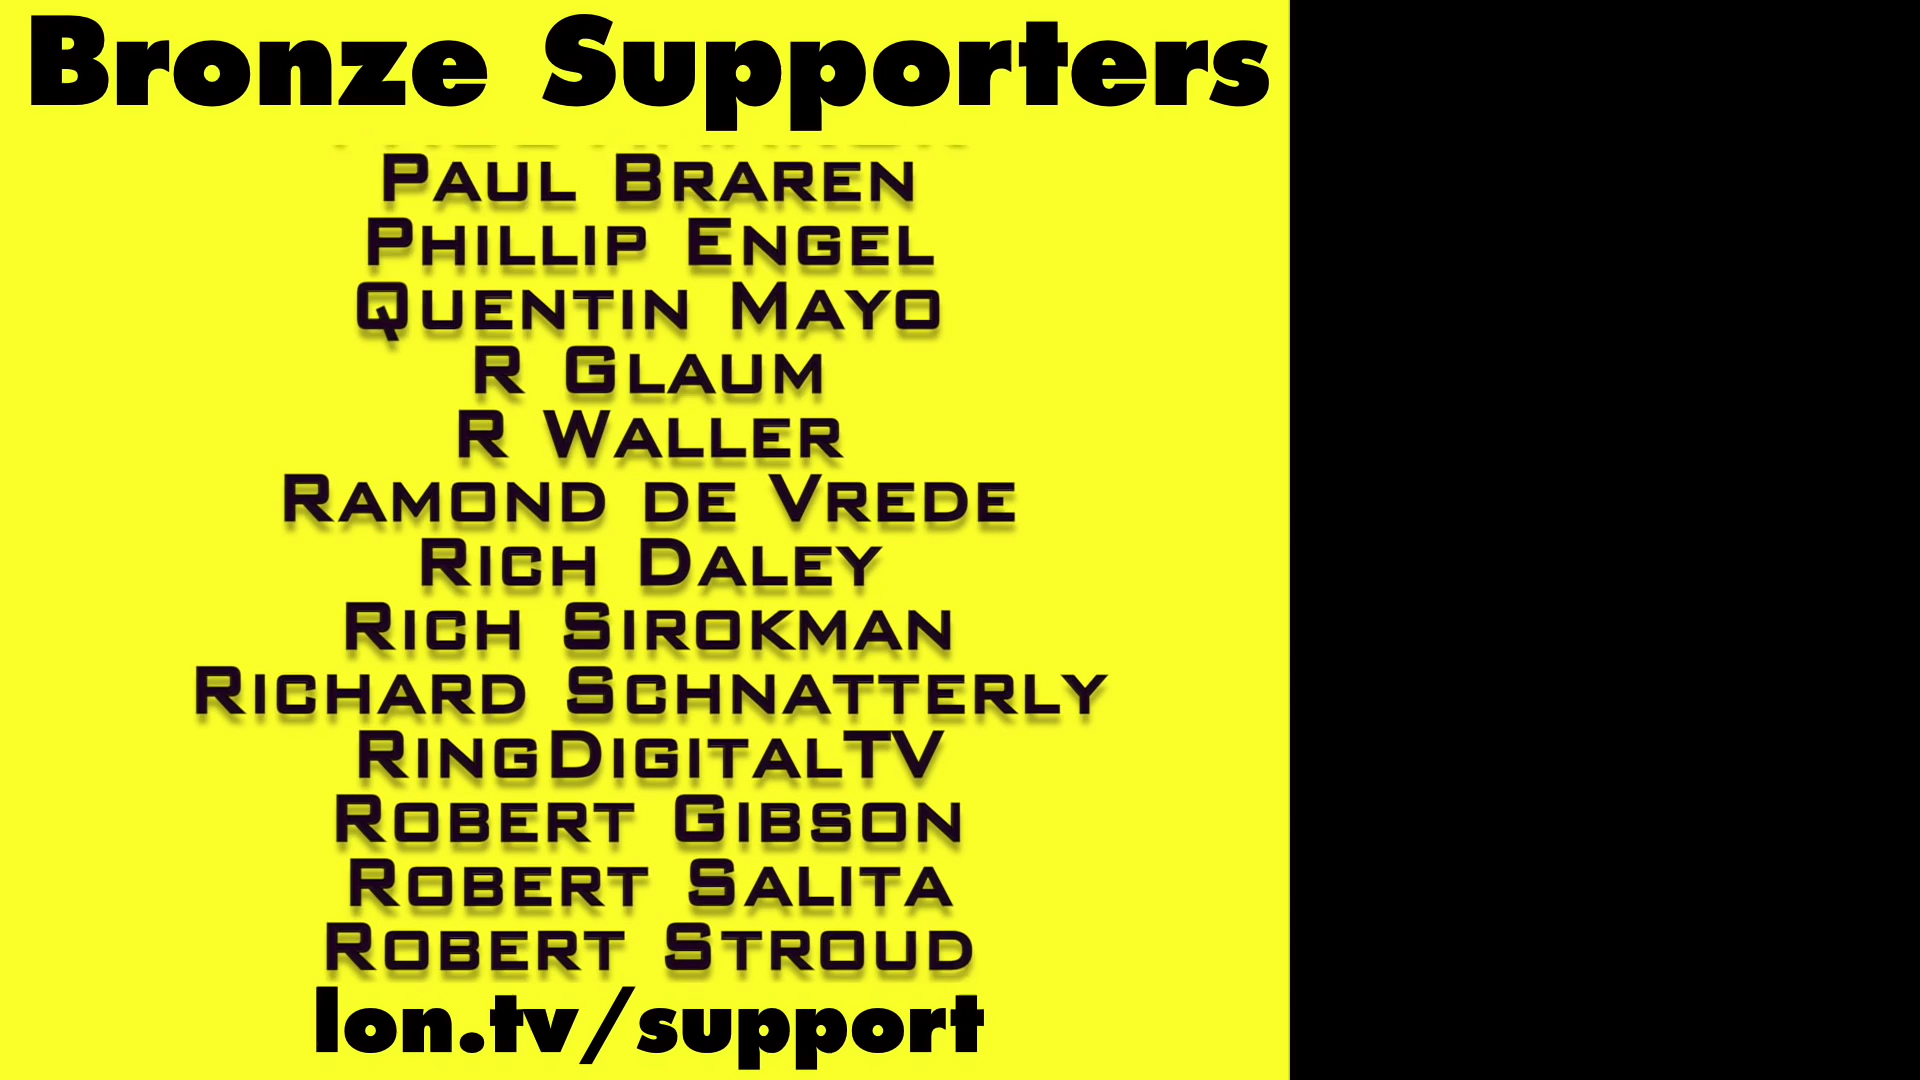 Bronze Supporters
Paul Braren
Phillip Engel
Quentin Mayo
R Glaum
R Waller
Ramond de Vrede
Rich Daley
Rich Sirokman
Richard Schnatterly
RingDigitalTV
Robert Gibson
Robert Salita
Robert Stroud
lon.tv/support